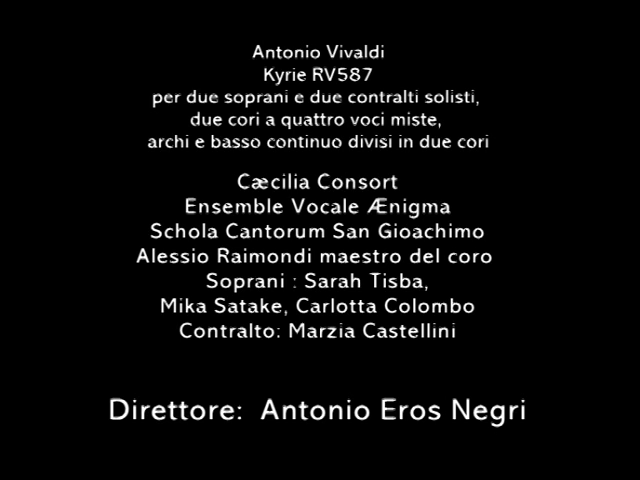 Antonio Vivaldi
Kyrie RV587
per due soprani e due contralti solisti,
due cori a quattro voci miste,
archi e basso continuo divisi in due cori
Cæcilia Consort
Ensemble Vocale Ænigma
Schola Cantorum San Gioachimo
Alessio Raimondi maestro del coro
Soprani : Sarah Tisba,
Mika Satake, Carlotta Colombo
Contralto: Marzia Castellini
Direttore: Antonio Eros Negri